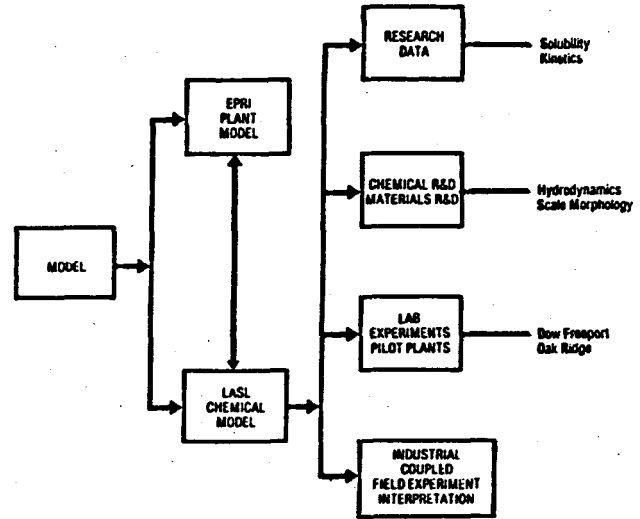 RESEARCH
DATA
Solubility
Kinetics
EPRI
PLANT
MODEL
CHEMICAL R&D
MATERIALS R&D
Hydrodynamics
Scale Morphology
MODEL
LAB
EXPERIMENTS
PILOT PLANTS
Dow Freeport
Oak Ridge
LASL
CHEMICAL
MODEL
INDUSTRIAL
COUPLED
FIELD EXPERIMENT
INTERPRETATION